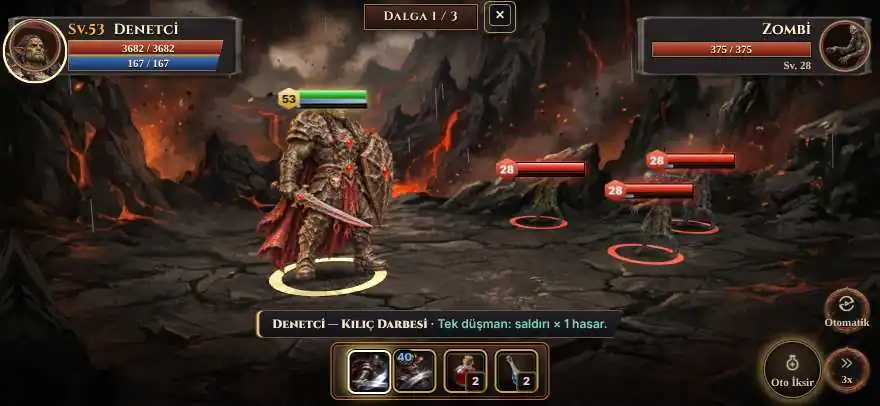 Sv.53 Denetci
3682 / 3682
167 / 167
Dalga 1 / 3
×
Zombi
375 / 375
Sv. 28
53
28
28
28
Denetci — Kılıç Darbesi · Tek düşman: saldırı × 1 hasar.
40
2
2
Otomatik
Oto İksir
3x